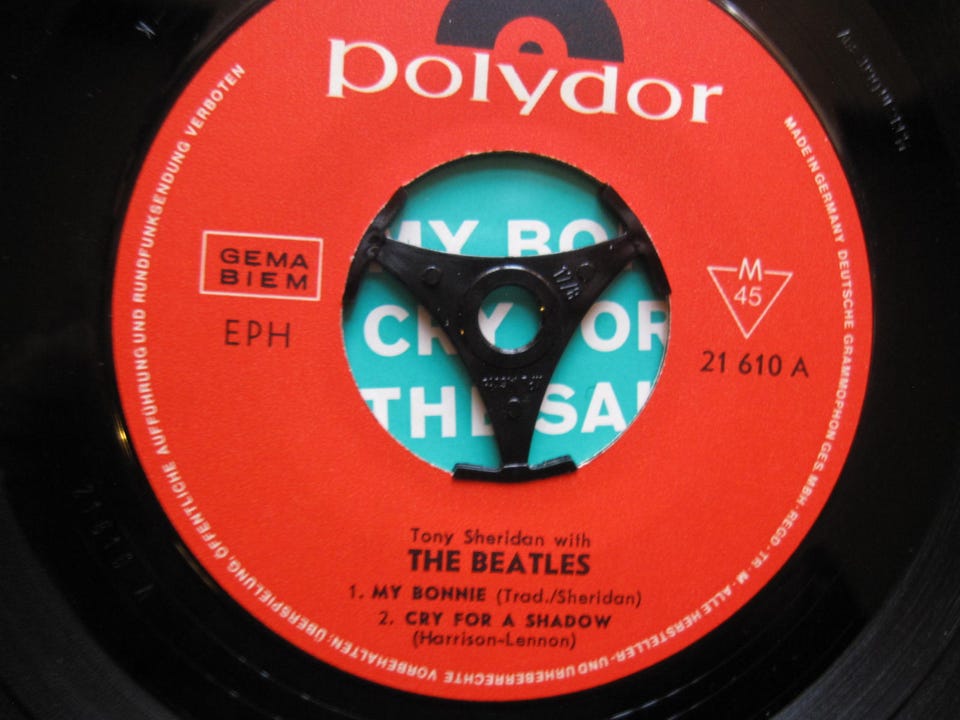 polydor
GEMA
BIEM
EPH
M
45
21 610 A
MY BO
CRY FOR
THE SA
1778
Tony Sheridan with
THE BEATLES
1. MY BONNIE (Trad./Sheridan)
2. CRY FOR A SHADOW
(Harrison-Lennon)
MADE IN GERMANY DEUTSCHE GRAMMOPHON GES. MBH · REGD · TR. M · ALLE HERSTELLER- UND URHEBERRECHTE VORBEHALTEN; ÜBERSPIELUNG, ÖFFENTLICHE AUFFÜHRUNG UND RUNDFUNKSENDUNG VERBOTEN